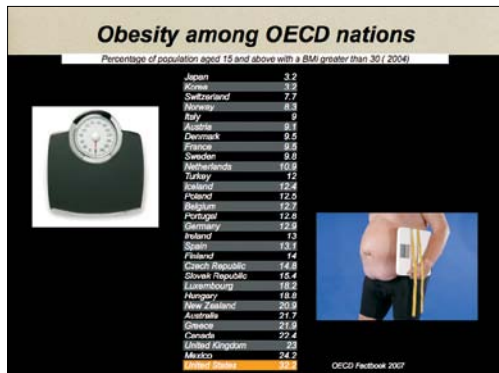 Obesity among OECD nations
Percentage of population aged 15 and above with a BMI greater than 30 ( 2004)
Japan 3.2
Korea 3.2
Switzerland 7.7
Norway 8.3
Italy 9
Austria 9.1
Denmark 9.5
France 9.5
Sweden 9.8
Netherlands 10.9
Turkey 12
Iceland 12.4
Poland 12.5
Belgium 12.7
Portugal 12.8
Germany 12.9
Ireland 13
Spain 13.1
Finland 14
Czech Republic 14.8
Slovak Republic 15.4
Luxembourg 18.2
Hungary 18.8
New Zealand 20.9
Australia 21.7
Greece 21.9
Canada 22.4
United Kingdom 23
Mexico 24.2
United States 32.2
OECD Factbook 2007